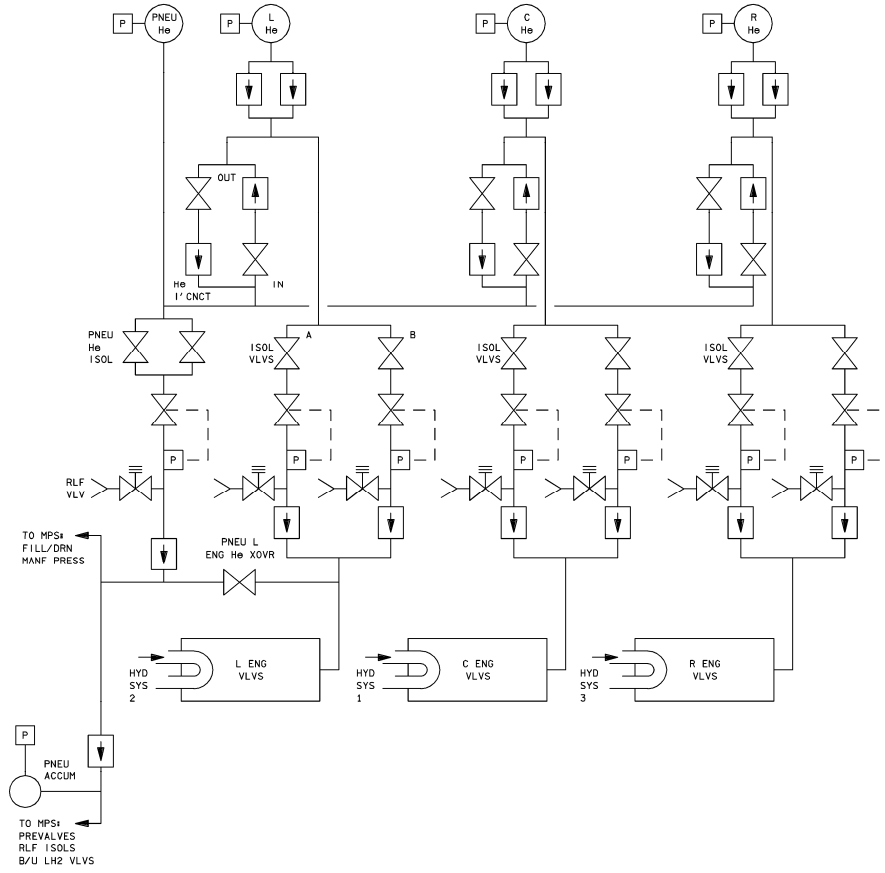 P
PNEU
He
P
L
He
P
C
He
P
R
He
OUT
He
I'CNCT
IN
PNEU
He
ISOL
A
B
ISOL
VLVS
ISOL
VLVS
ISOL
VLVS
P
P
P
P
P
P
P
RLF
VLV
TO MPS:
FILL/DRN
MANF PRESS
PNEU L
ENG He XOVR
L ENG
VLVS
HYD
SYS
2
C ENG
VLVS
HYD
SYS
1
R ENG
VLVS
HYD
SYS
3
P
PNEU
ACCUM
TO MPS:
PREVALVES
RLF ISOLS
B/U LH2 VLVS